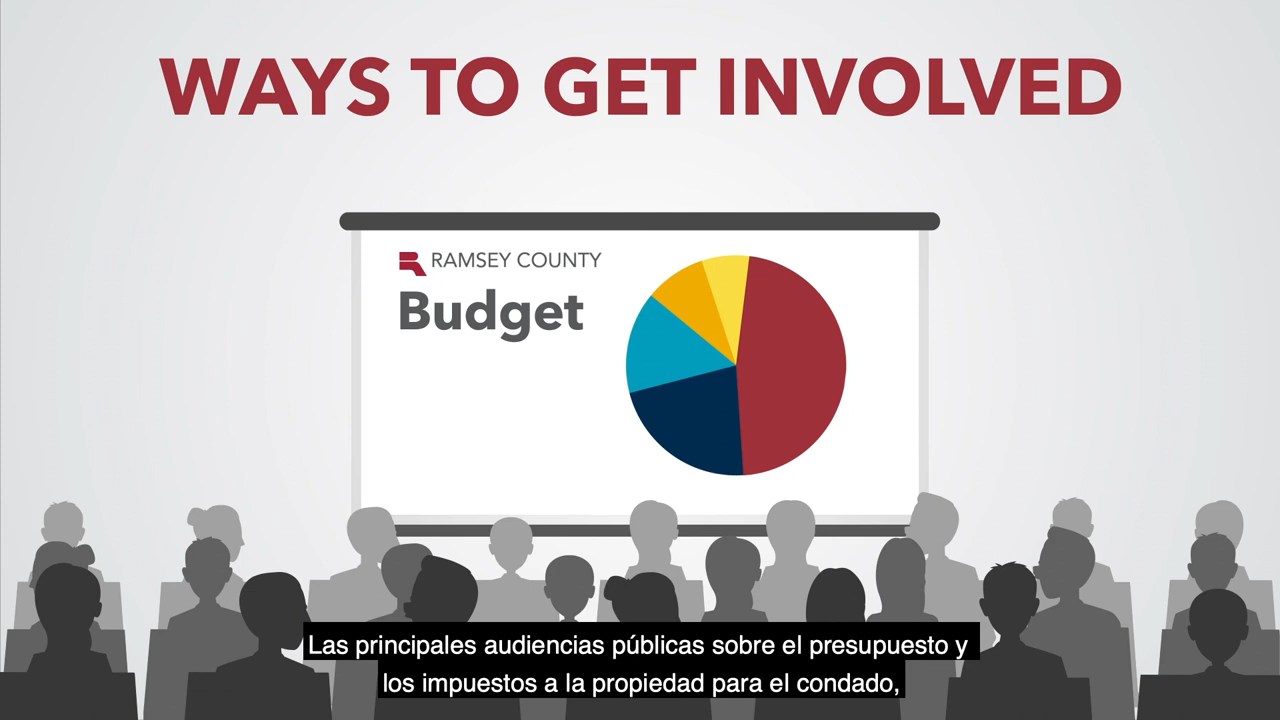 WAYS TO GET INVOLVED
RAMSEY COUNTY
Budget
Las principales audiencias públicas sobre el presupuesto y
los impuestos a la propiedad para el condado,